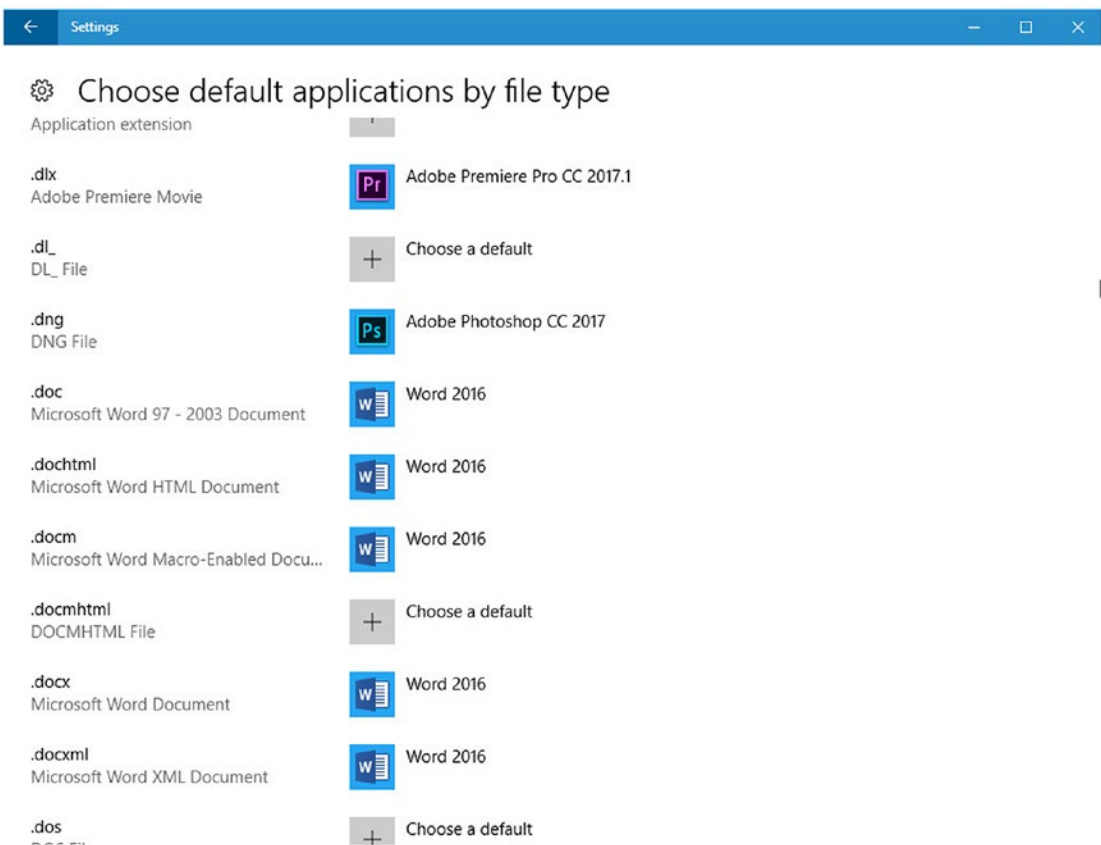 Settings
Choose default applications by file type
Application extension
.dlx
Adobe Premiere Movie
Pr
Adobe Premiere Pro CC 2017.1
.dl_
DL_ File
Choose a default
.dng
DNG File
Ps
Adobe Photoshop CC 2017
.doc
Microsoft Word 97 - 2003 Document
W
Word 2016
.dochtml
Microsoft Word HTML Document
W
Word 2016
.docm
Microsoft Word Macro-Enabled Docu...
W
Word 2016
.docmhtml
DOCMHTML File
Choose a default
.docx
Microsoft Word Document
W
Word 2016
.docxml
Microsoft Word XML Document
W
Word 2016
.dos
Choose a default